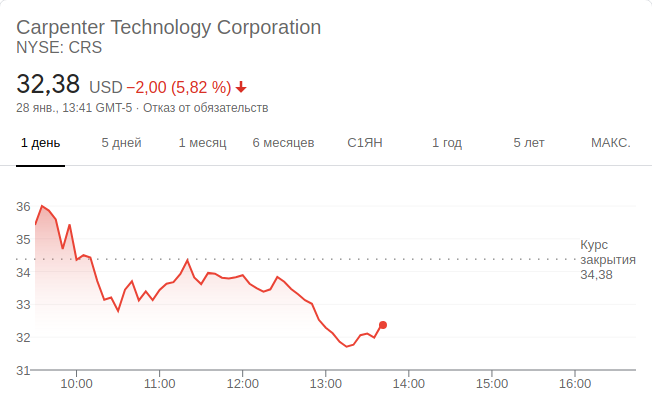 Carpenter Technology Corporation
NYSE: CRS
32,38 USD −2,00 (5,82 %)
28 янв., 13:41 GMT-5 · Отказ от обязательств
1 день 5 дней 1 месяц 6 месяцев С1ЯН 1 год 5 лет МАКС.
36
35
34
33
32
31
Курс
закрытия
34,38
10:00 11:00 12:00 13:00 14:00 15:00 16:00